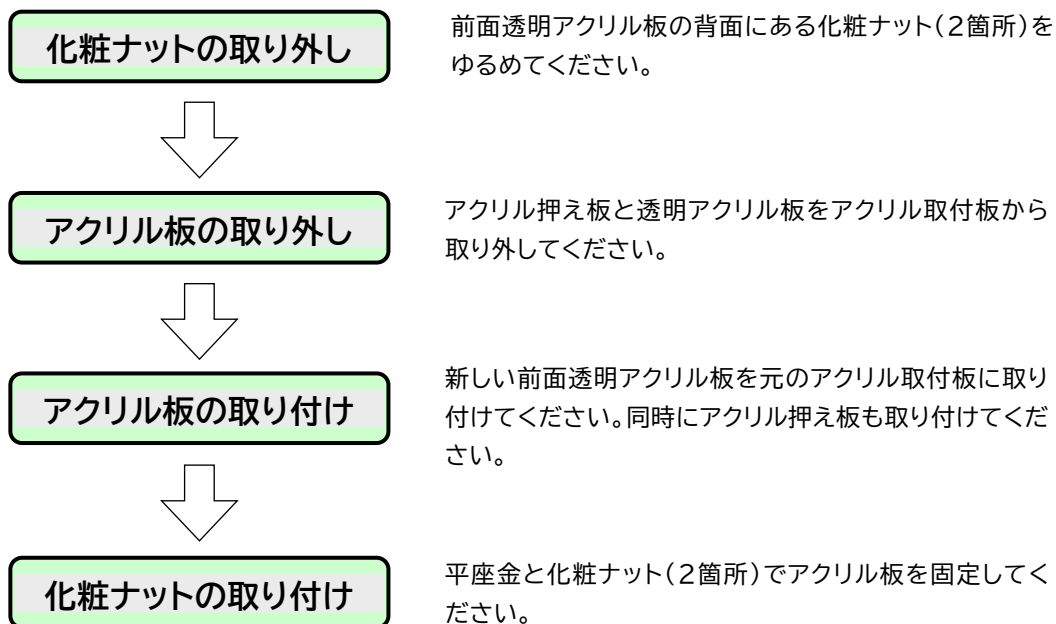 化粧ナットの取り外し
前面透明アクリル板の背面にある化粧ナット(2箇所)を
ゆるめてください。
アクリル板の取り外し
アクリル押え板と透明アクリル板をアクリル取付板から
取り外してください。
アクリル板の取り付け
新しい前面透明アクリル板を元のアクリル取付板に取り
付けてください。同時にアクリル押え板も取り付けてくだ
さい。
化粧ナットの取り付け
平座金と化粧ナット(2箇所)でアクリル板を固定してく
ださい。